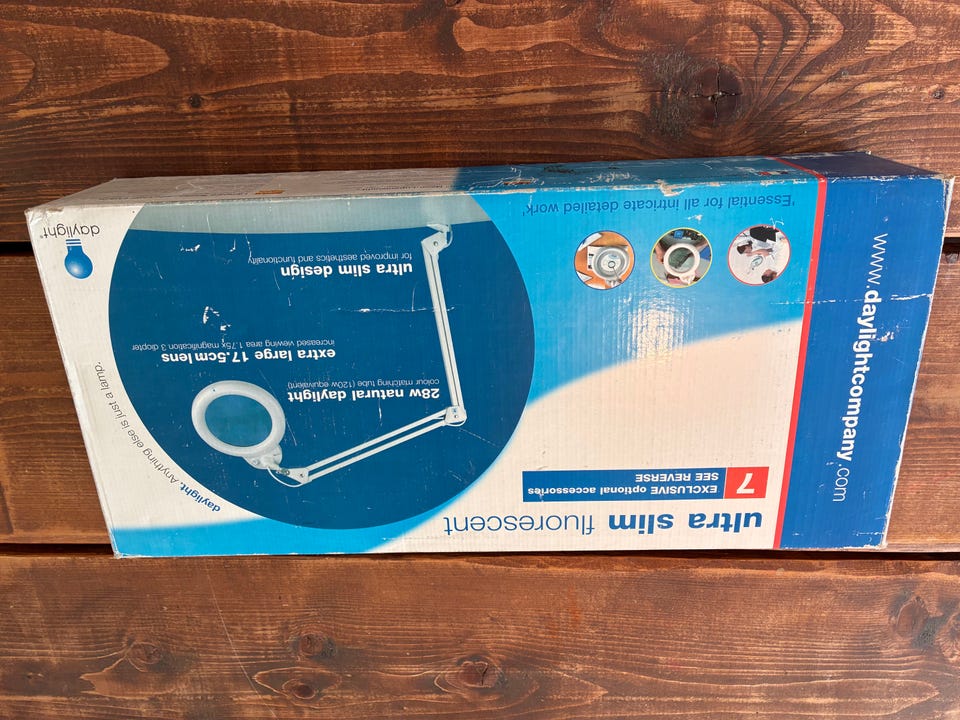 ultra slim fluorescent
7
EXCLUSIVE optional accessories
SEE REVERSE
28w natural daylight
colour matching tube (120w equivalent)
extra large 17.5cm lens
increased viewing area 1.75x magnification 3 diopter
ultra slim design
for improved aesthetics and functionality
'Essential for all intricate detailed work'
daylight. Anything else is just a lamp.
daylight
www.daylightcompany.com